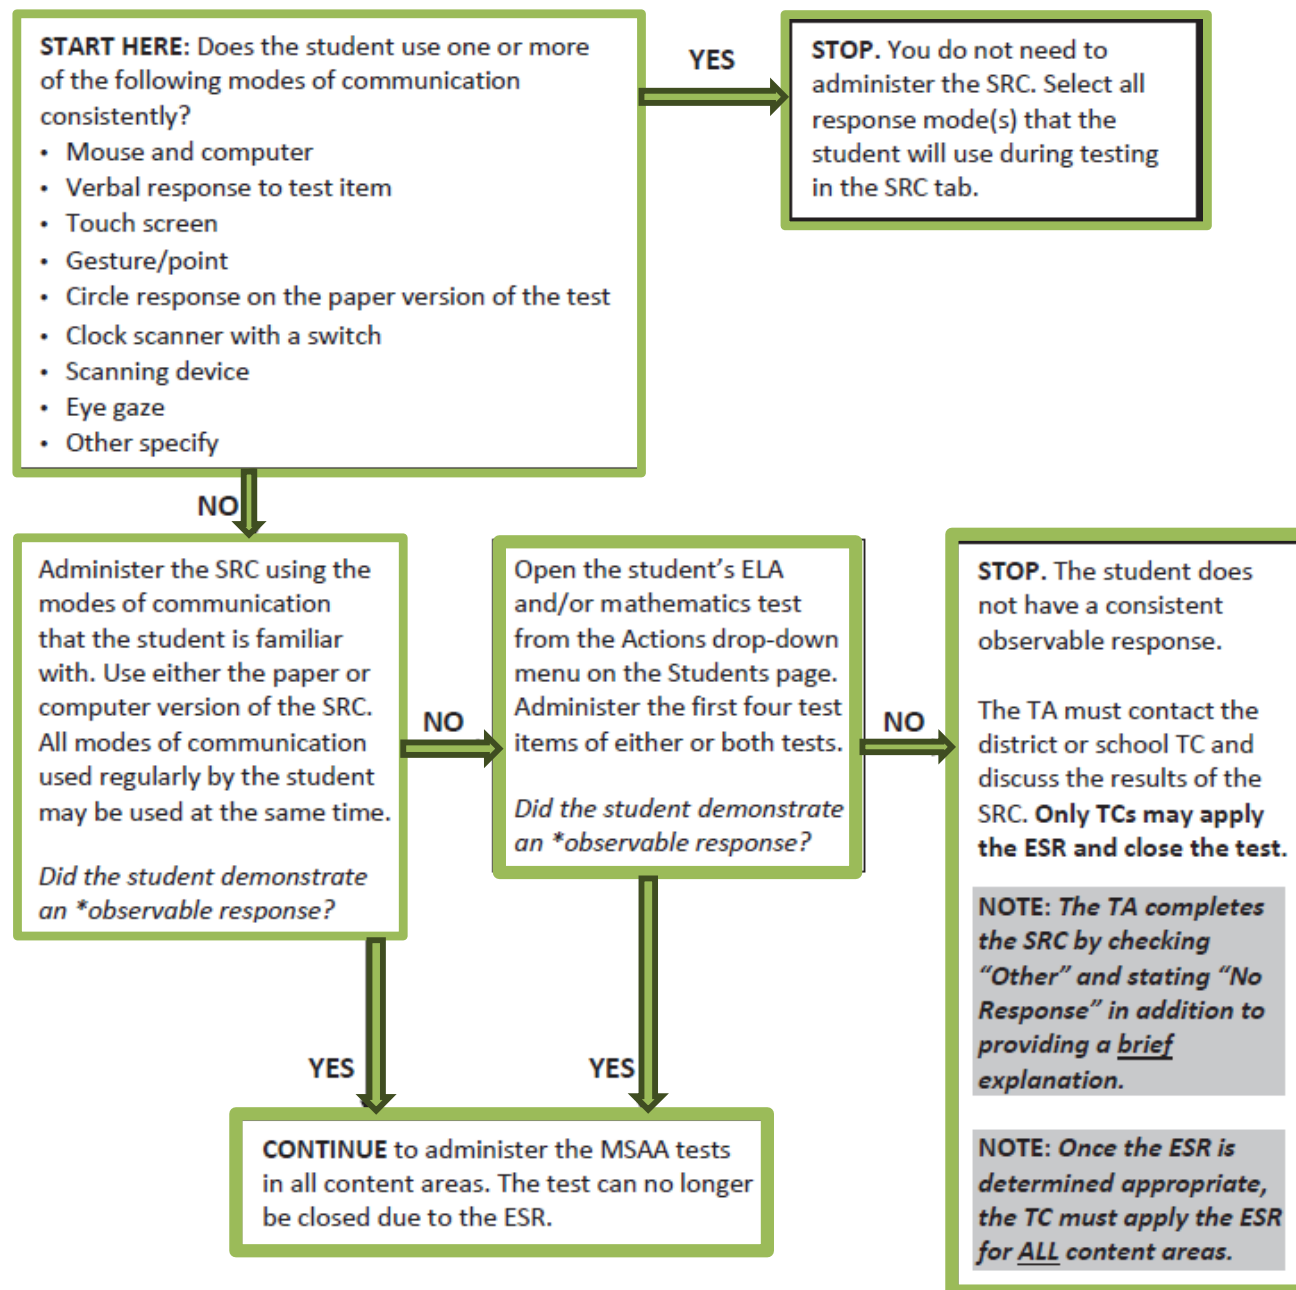 START HERE: Does the student use one or more
of the following modes of communication
consistently?
• Mouse and computer
• Verbal response to test item
• Touch screen
• Gesture/point
• Circle response on the paper version of the test
• Clock scanner with a switch
• Scanning device
• Eye gaze
• Other specify
YES
STOP. You do not need to
administer the SRC. Select all
response mode(s) that the
student will use during testing
in the SRC tab.
NO
Administer the SRC using the
modes of communication
that the student is familiar
with. Use either the paper or
computer version of the SRC.
All modes of communication
used regularly by the student
may be used at the same time.
Did the student demonstrate
an *observable response?
NO
Open the student's ELA
and/or mathematics test
from the Actions drop-down
menu on the Students page.
Administer the first four test
items of either or both tests.
Did the student demonstrate
an *observable response?
NO
STOP. The student does
not have a consistent
observable response.
The TA must contact the
district or school TC and
discuss the results of the
SRC. Only TCs may apply
the ESR and close the test.
NOTE: The TA completes
the SRC by checking
“Other” and stating “No
Response” in addition to
providing a brief
explanation.
NOTE: Once the ESR is
determined appropriate,
the TC must apply the ESR
for ALL content areas.
YES
YES
CONTINUE to administer the MSAA tests
in all content areas. The test can no longer
be closed due to the ESR.